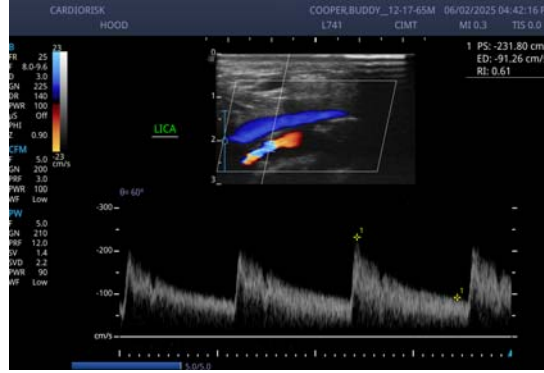 CARDIORISK COOPER,BUDDY_12-17-65M 06/02/2025 04:42:16 P
HOOD L741 CIMT MI 0.3 TIS 0.0
1 PS: -231.80 cm
ED: -91.26 cm/
RI: 0.61
B
FR 25
F 8.0-9.6
D 3.0
GN 225
DR 140
PWR 100
µS Off
PHI
Z 0.90
CFM
F 5.0
GN 200
PRF 3.0
PWR 100
WF Low
PW
F 5.0
GN 210
PRF 12.0
SV 1.4
SVD 2.2
PWR 90
WF Low
23
-23
cm/s
LICA
0
1
2
3
θ= 60°
-300
-200
-100
cm/s
1
1
5.0/5.0